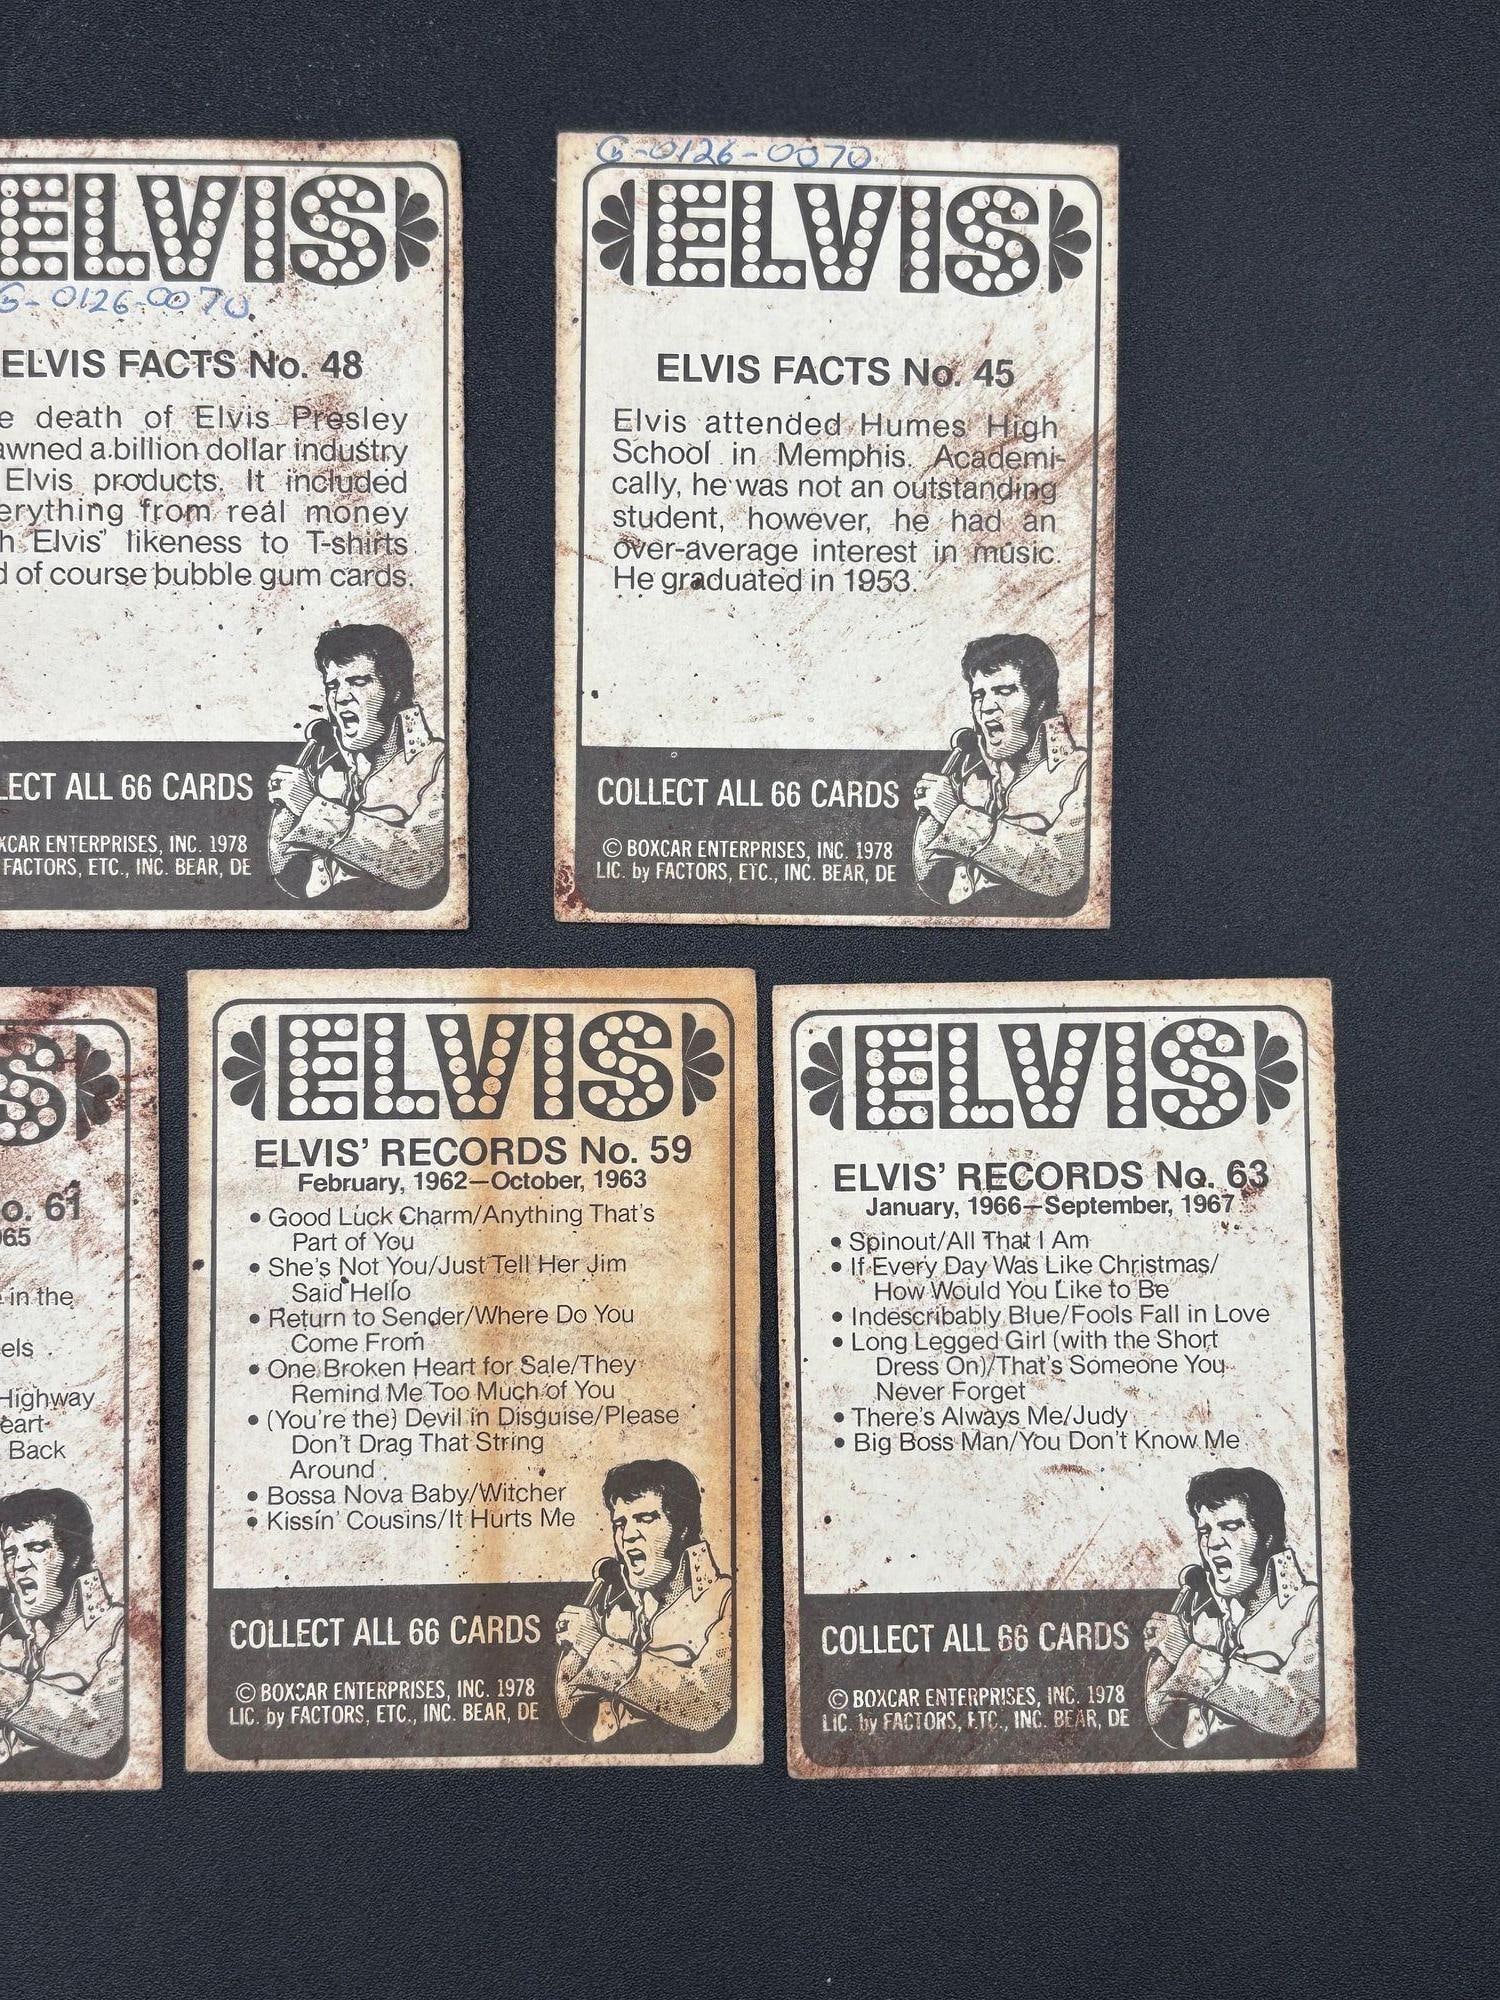 ELVIS
G-0126-0070
ELVIS FACTS No. 48
death of Elvis Presley
a billion dollar industry
Elvis products. It included
from real money
Elvis' likeness to T-shirts
of course bubble gum cards.
ALL 66 CARDS
ENTERPRISES, INC. 1978
FACTORS, ETC., INC. BEAR, DE
G-0126-0070
ELVIS
ELVIS FACTS No. 45
Elvis attended Humes High
School in Memphis. Academi-
cally, he was not an outstanding
student, however, he had an
over-average interest in music.
He graduated in 1953.
COLLECT ALL 66 CARDS
© BOXCAR ENTERPRISES, INC. 1978
LIC. by FACTORS, ETC., INC. BEAR, DE
S
o. 61
965
in the
els
Highway
eart
Back
ELVIS
ELVIS' RECORDS No. 59
February, 1962—October, 1963
• Good Luck Charm/Anything That's
Part of You
• She's Not You/Just Tell Her Jim
Said Hello
• Return to Sender/Where Do You
Come From
• One Broken Heart for Sale/They
Remind Me Too Much of You
• (You're the) Devil in Disguise/Please
Don't Drag That String
Around
• Bossa Nova Baby/Witcher
• Kissin' Cousins/It Hurts Me
COLLECT ALL 66 CARDS
© BOXCAR ENTERPRISES, INC. 1978
LIC. by FACTORS, ETC., INC. BEAR, DE
ELVIS
ELVIS' RECORDS No. 63
January, 1966—September, 1967
• Spinout/All That I Am
• If Every Day Was Like Christmas/
How Would You Like to Be
• Indescribably Blue/Fools Fall in Love
• Long Legged Girl (with the Short
Dress On)/That's Someone You
Never Forget
• There's Always Me/Judy
• Big Boss Man/You Don't Know Me
COLLECT ALL 66 CARDS
© BOXCAR ENTERPRISES, INC. 1978
LIC. by FACTORS, ETC., INC. BEAR, DE